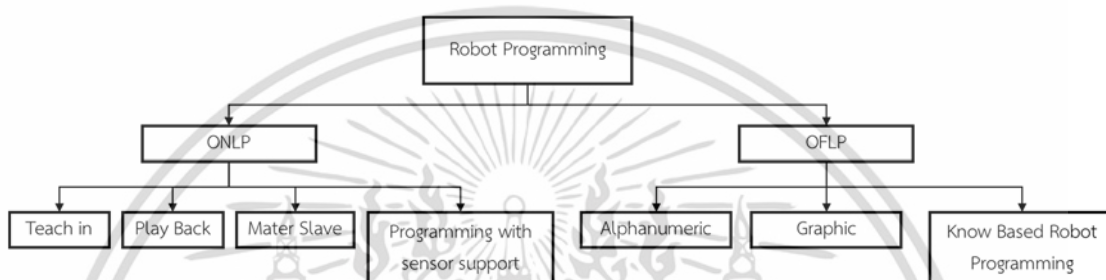 Robot Programming
ONLP
OFLP
Teach in
Play Back
Mater Slave
Programming with
sensor support
Alphanumeric
Graphic
Know Based Robot
Programming